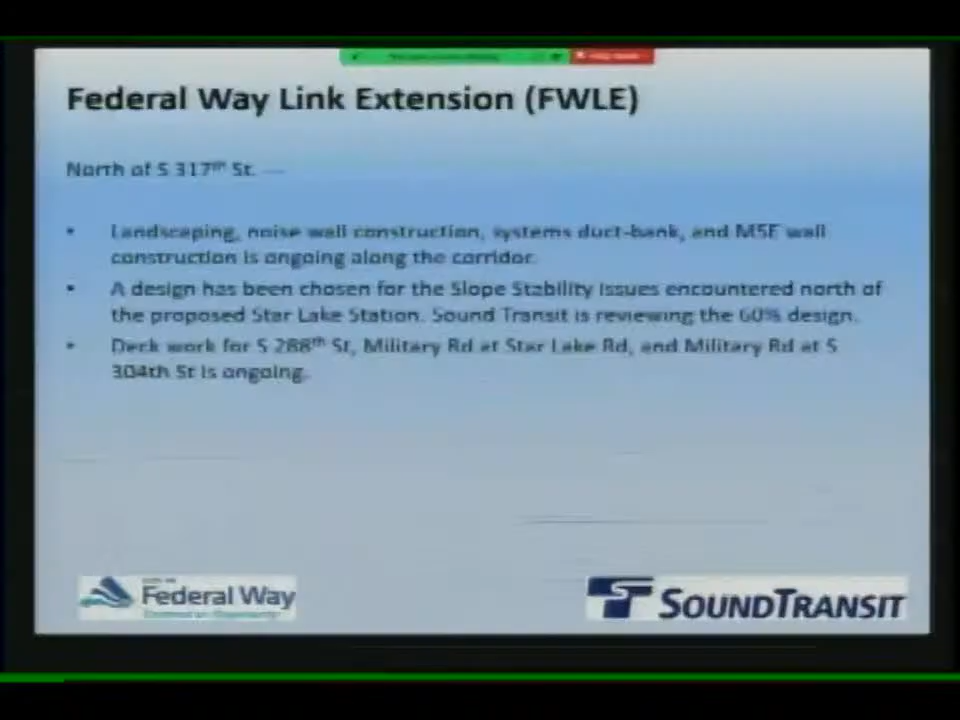 Federal Way Link Extension (FWLE)
North of S 317th St. —
• Landscaping, noise wall construction, systems duct-bank, and MSE wall
construction is ongoing along the corridor.
• A design has been chosen for the Slope Stability issues encountered north of
the proposed Star Lake Station. Sound Transit is reviewing the 60% design.
• Deck work for S 288th St, Military Rd at Star Lake Rd, and Military Rd at S
304th St is ongoing.
Federal Way
SOUNDTRANSIT